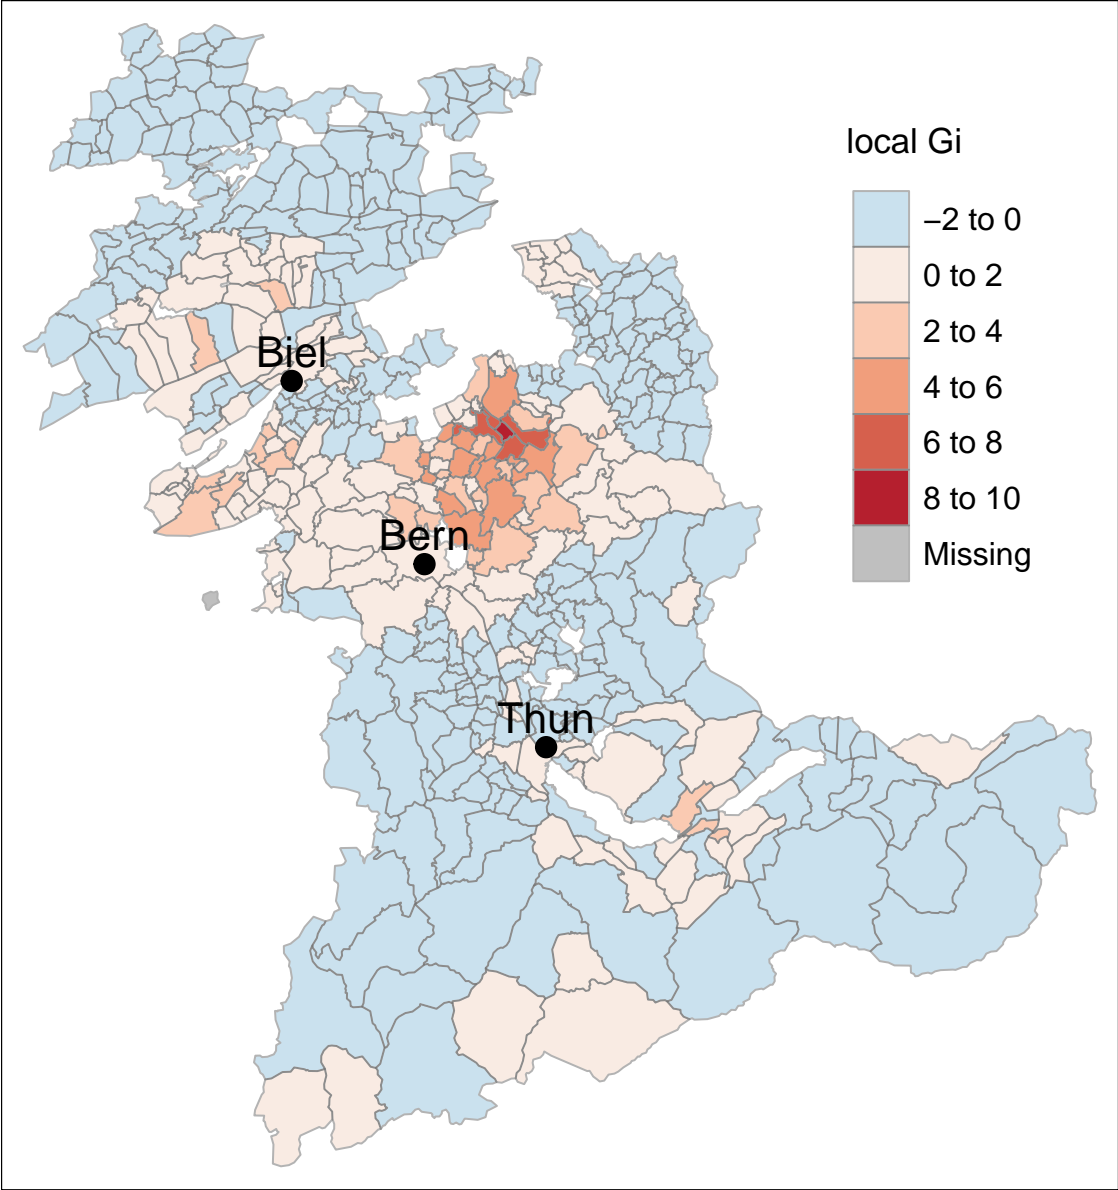 local Gi
−2 to 0
0 to 2
2 to 4
4 to 6
6 to 8
8 to 10
Missing
Biel
Bern
Thun